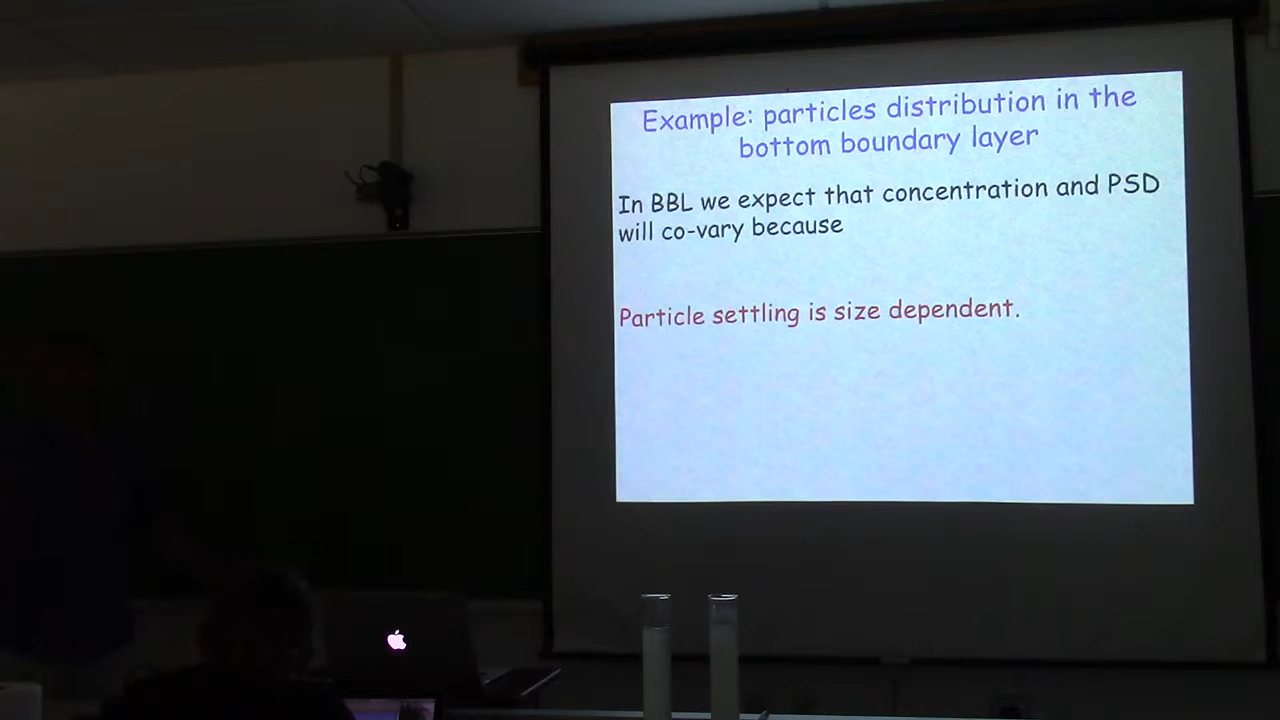 Example: particles distribution in the
bottom boundary layer
In BBL we expect that concentration and PSD
will co-vary because
Particle settling is size dependent.